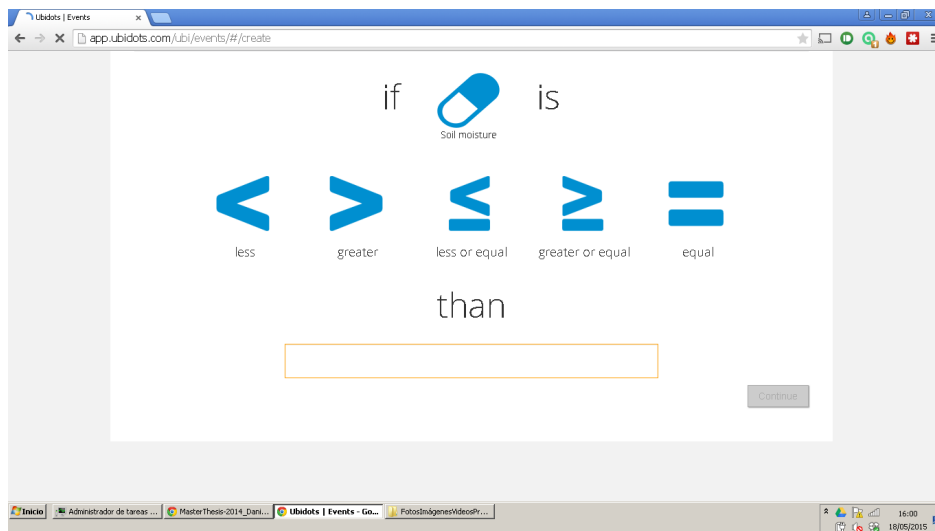 Ubidots | Events
app.ubidots.com/ubi/events/#/create
if is
Soil moisture
less greater less or equal greater or equal equal
than
Continue
Inicio Administrador de tareas ... MasterThesis-2014_Dani... Ubidots | Events - Go... FotosImágenesVideosPr... 16:00
18/05/2015